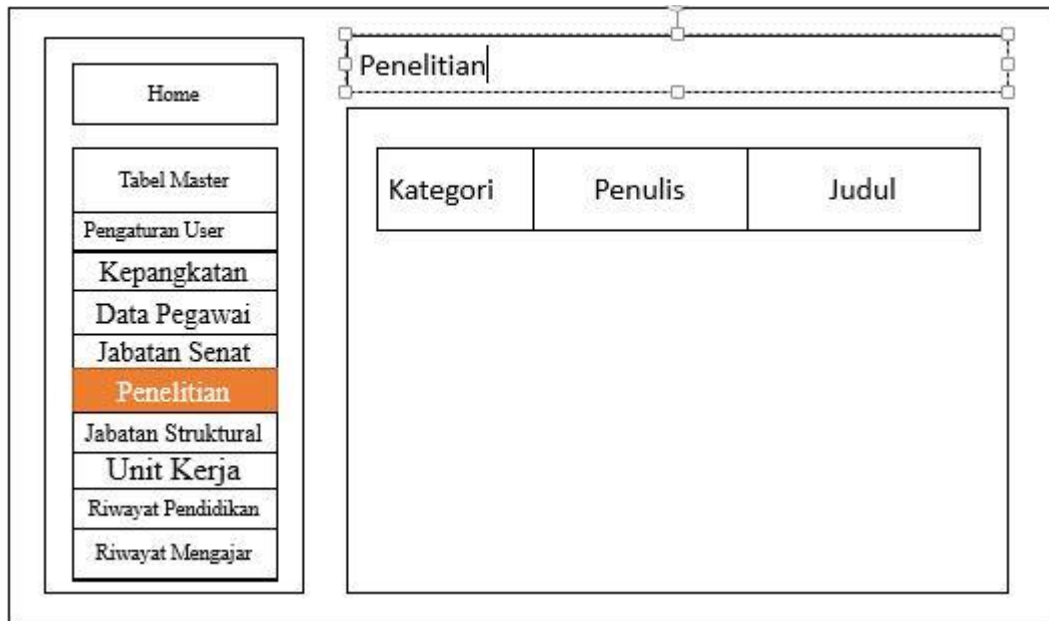 Home
Tabel Master
Pengaturan User
Kepangkatan
Data Pegawai
Jabatan Senat
Penelitian
Jabatan Struktural
Unit Kerja
Riwayat Pendidikan
Riwayat Mengajar
Penelitian
Kategori Penulis Judul